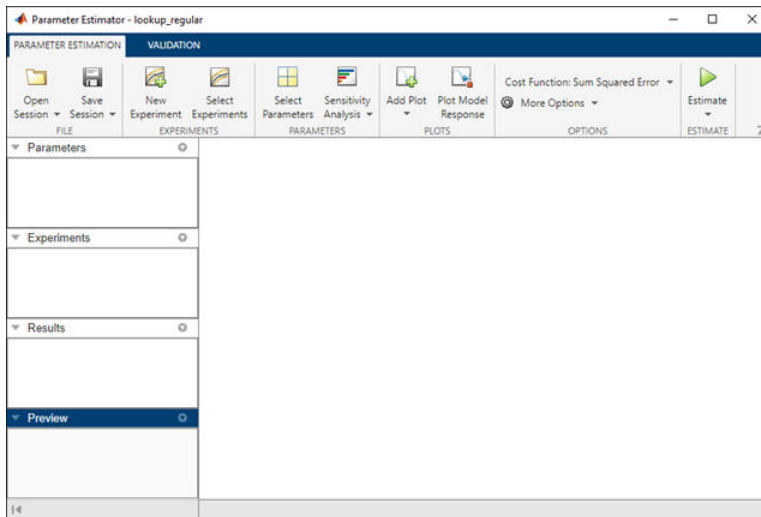 Parameter Estimator - lookup_regular
PARAMETER ESTIMATION VALIDATION
Open Session
Save Session
New Experiment
Select Experiments
Select Parameters
Sensitivity Analysis
Add Plot
Plot Model Response
Cost Function: Sum Squared Error
More Options
Estimate
FILE EXPERIMENTS PARAMETERS PLOTS OPTIONS ESTIMATE
Parameters
Experiments
Results
Preview